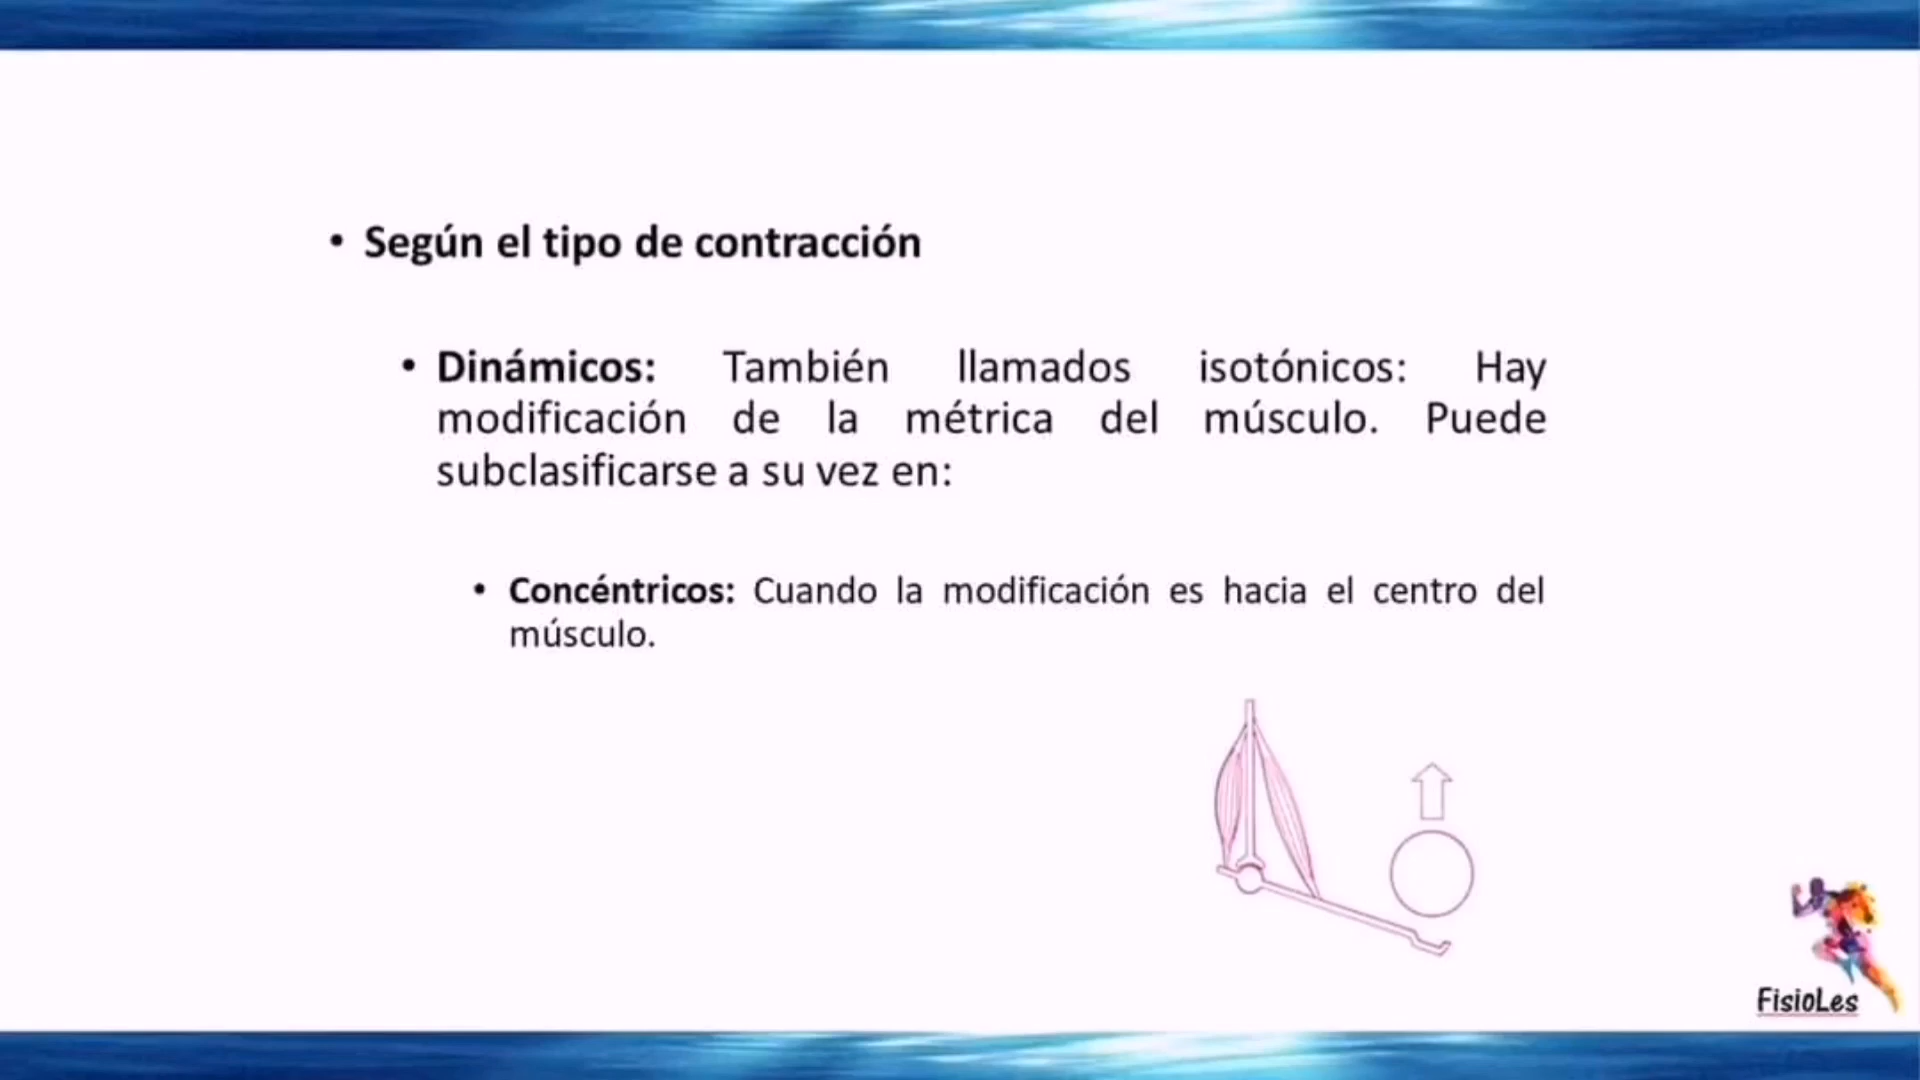 • Según el tipo de contracción
• Dinámicos: También llamados isotónicos: Hay
modificación de la métrica del músculo. Puede
subclasificarse a su vez en:
• Concéntricos: Cuando la modificación es hacia el centro del
músculo.
FisioLes